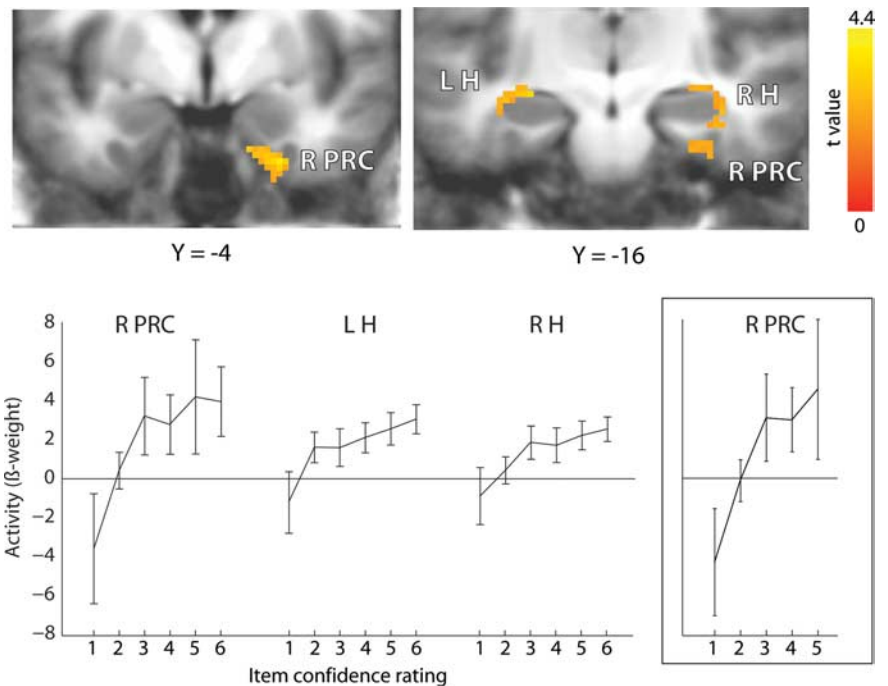 4.4
L H
R H
R PRC
R PRC
t value
0
Y = -4
Y = -16
R PRC
L H
R H
R PRC
Activity (ß-weight)
8
6
4
2
0
−2
−4
−6
−8
1 2 3 4 5 6
1 2 3 4 5 6
1 2 3 4 5 6
1 2 3 4 5
Item confidence rating